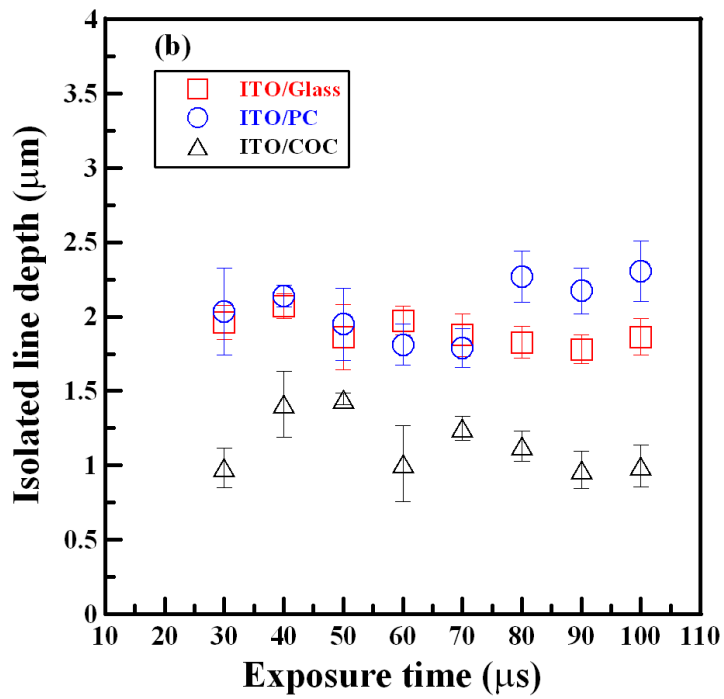 (b)
ITO/Glass
ITO/PC
ITO/COC
Isolated line depth (μm)
4
3.5
3
2.5
2
1.5
1
0.5
0
10 20 30 40 50 60 70 80 90 100 110
Exposure time (μs)